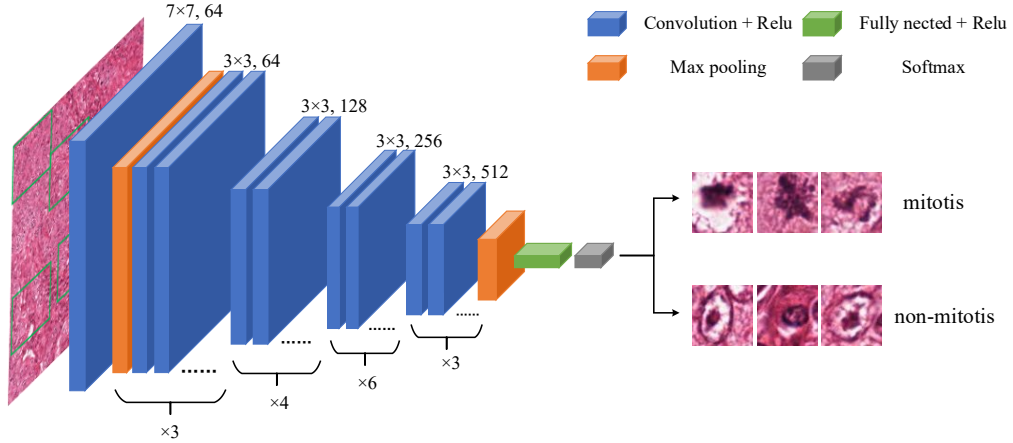 7×7, 64
Convolution + Relu
Fully nected + Relu
3×3, 64
Max pooling
Softmax
3×3, 128
3×3, 256
3×3, 512
mitotis
non-mitotis
......
......
......
......
×3
×4
×6
×3